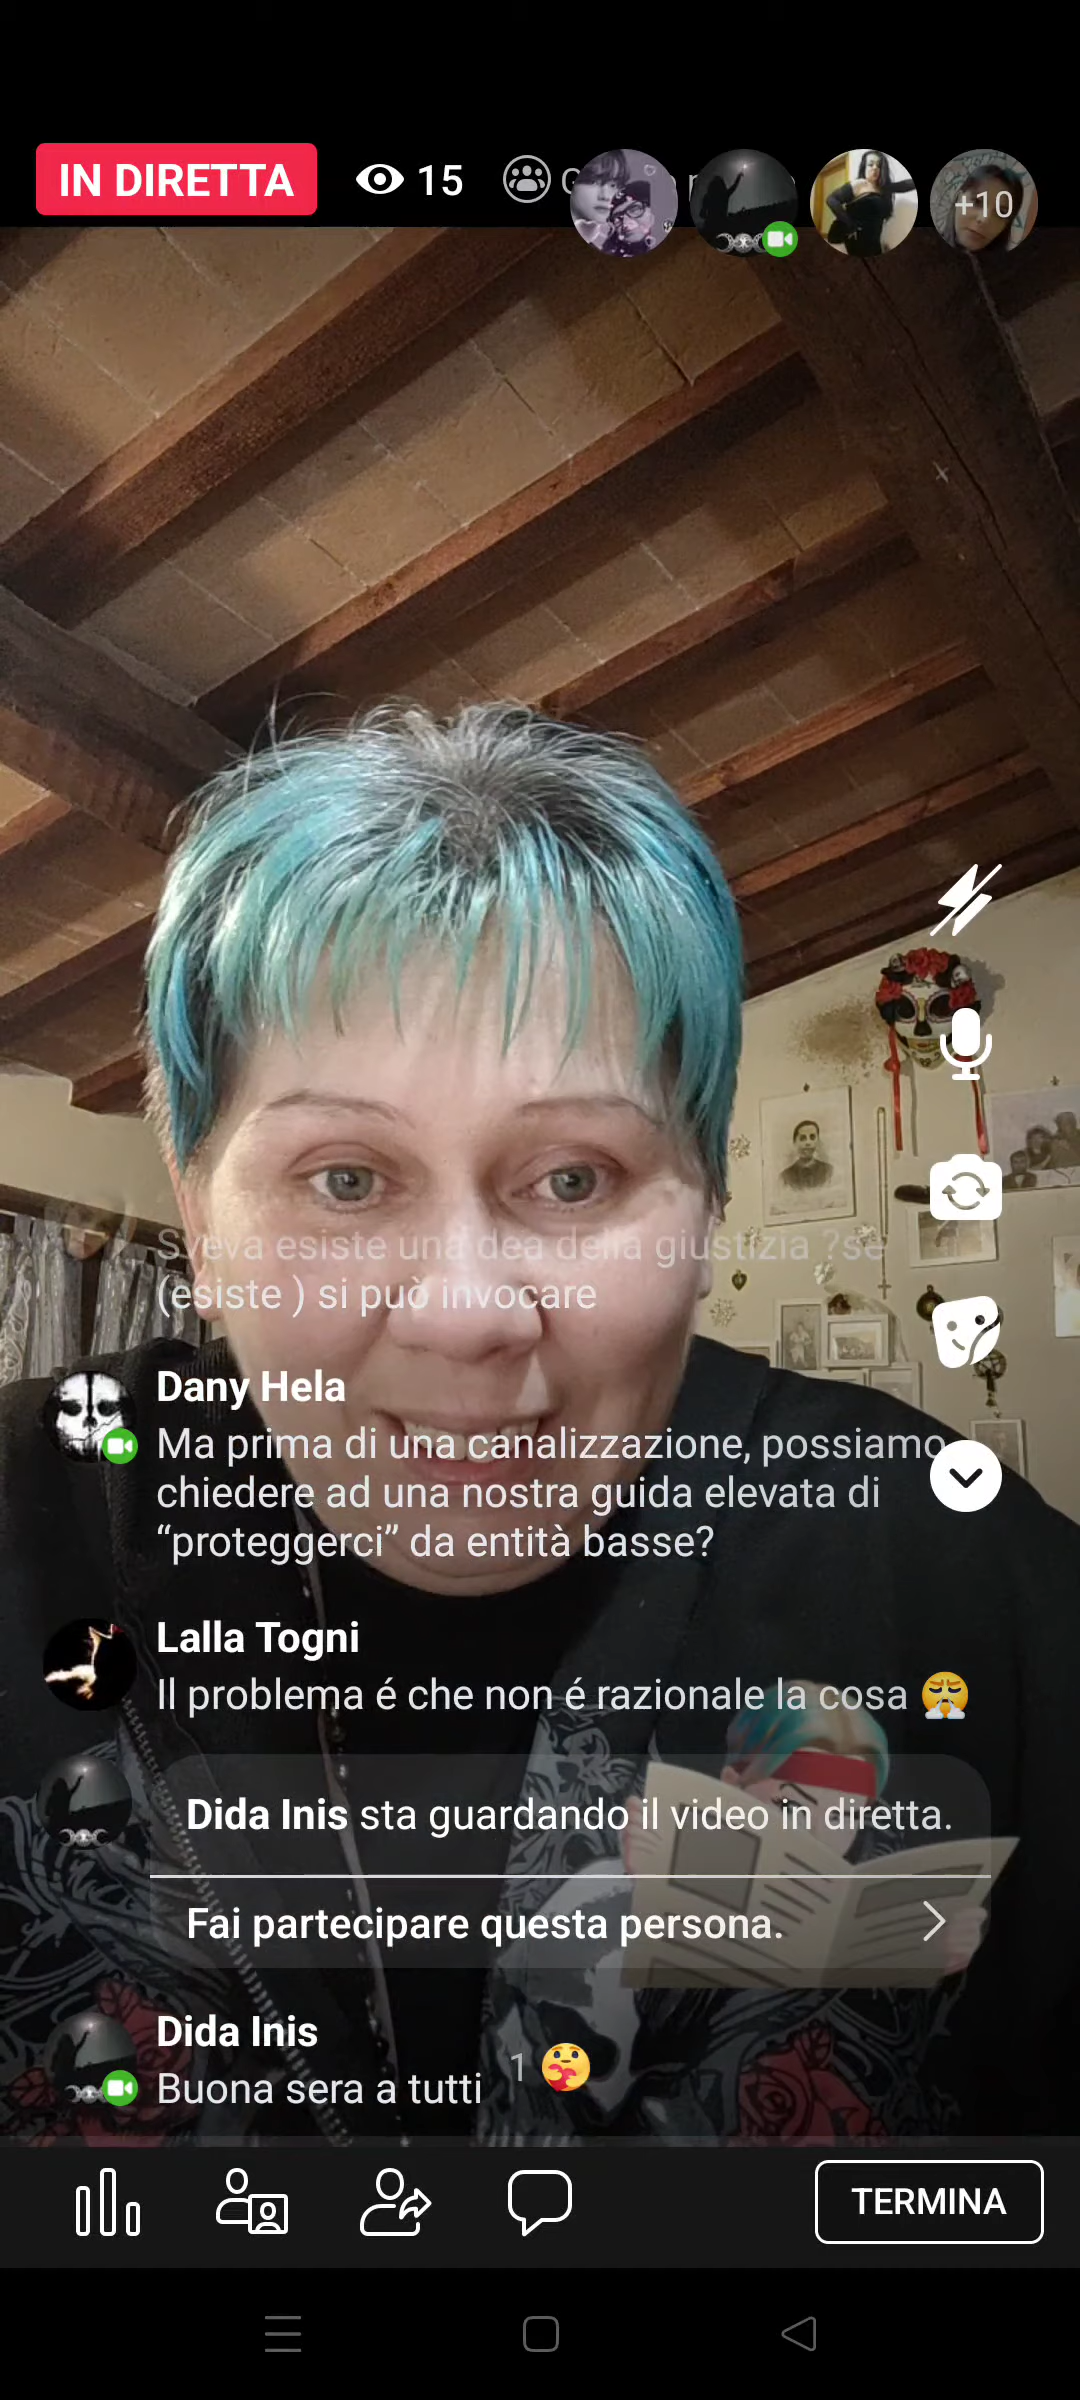 IN DIRETTA
15
+10
Sveva esiste una dea della giustizia ?se
(esiste ) si può invocare
Dany Hela
Ma prima di una canalizzazione, possiamo
chiedere ad una nostra guida elevata di
“proteggerci” da entità basse?
Lalla Togni
Il problema é che non é razionale la cosa 😤
Dida Inis sta guardando il video in diretta.
Fai partecipare questa persona.
Dida Inis
Buona sera a tutti 1 🤗
TERMINA